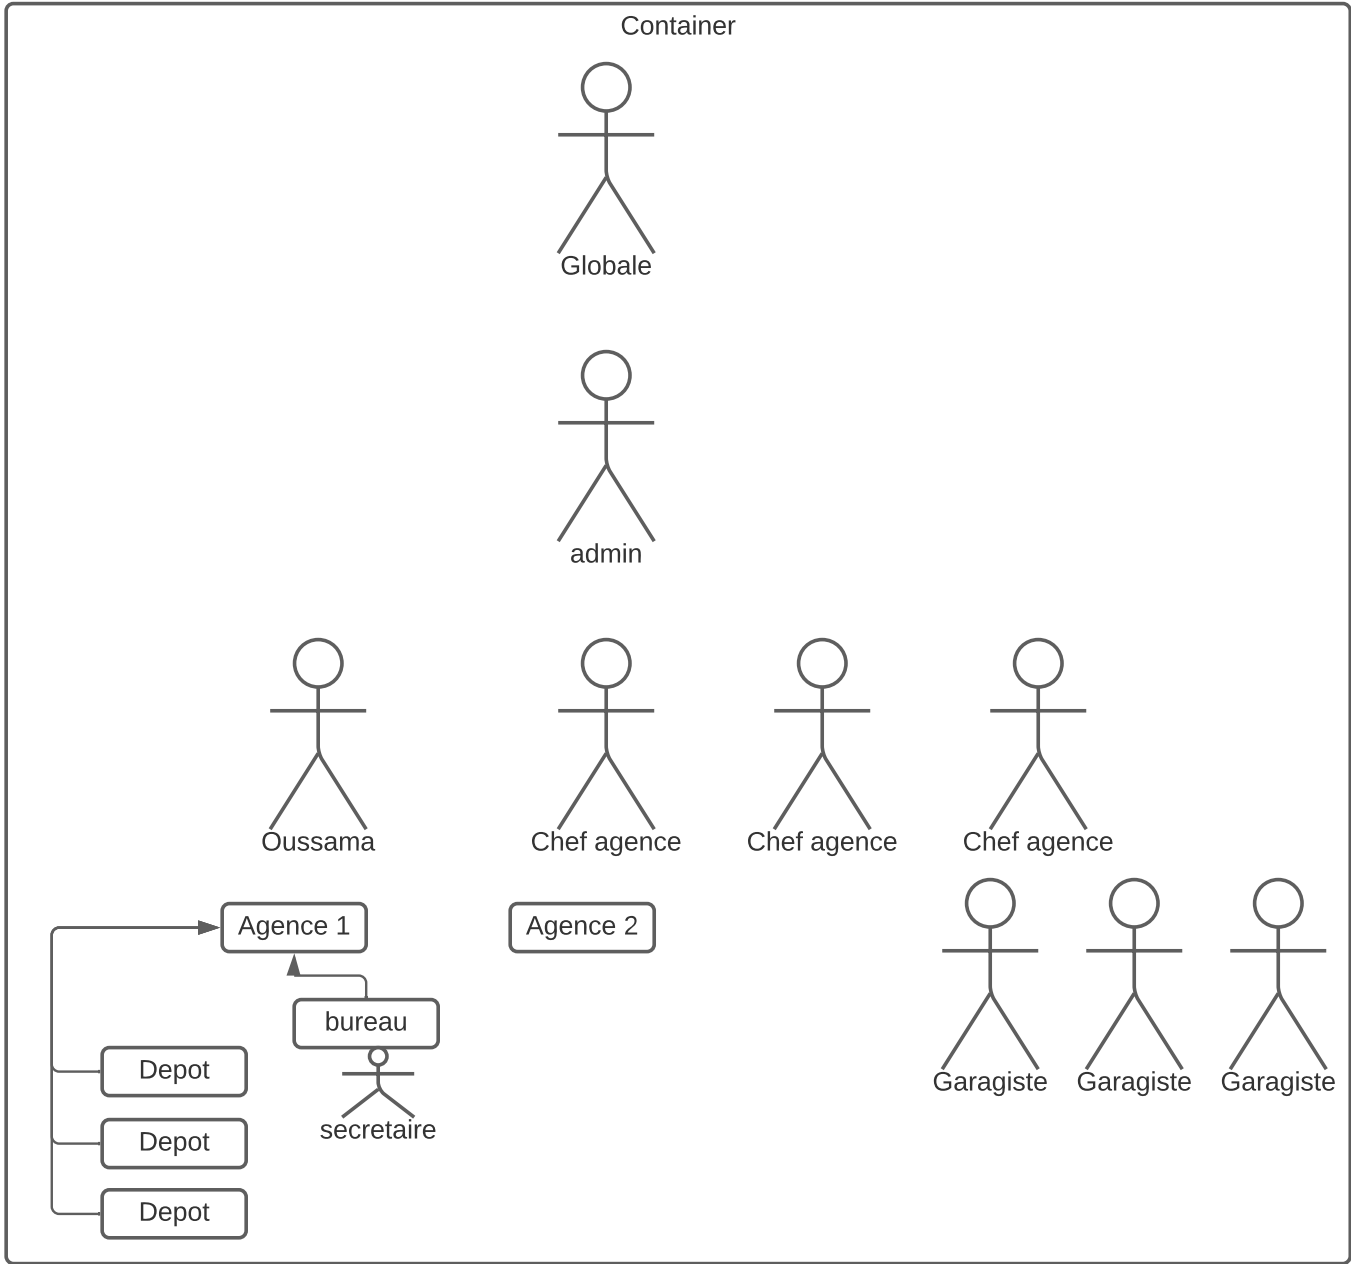 Container
Globale
admin
Oussama
Chef agence
Chef agence
Chef agence
Agence 1
Agence 2
bureau
Depot
Garagiste
Garagiste
Garagiste
secretaire
Depot
Depot